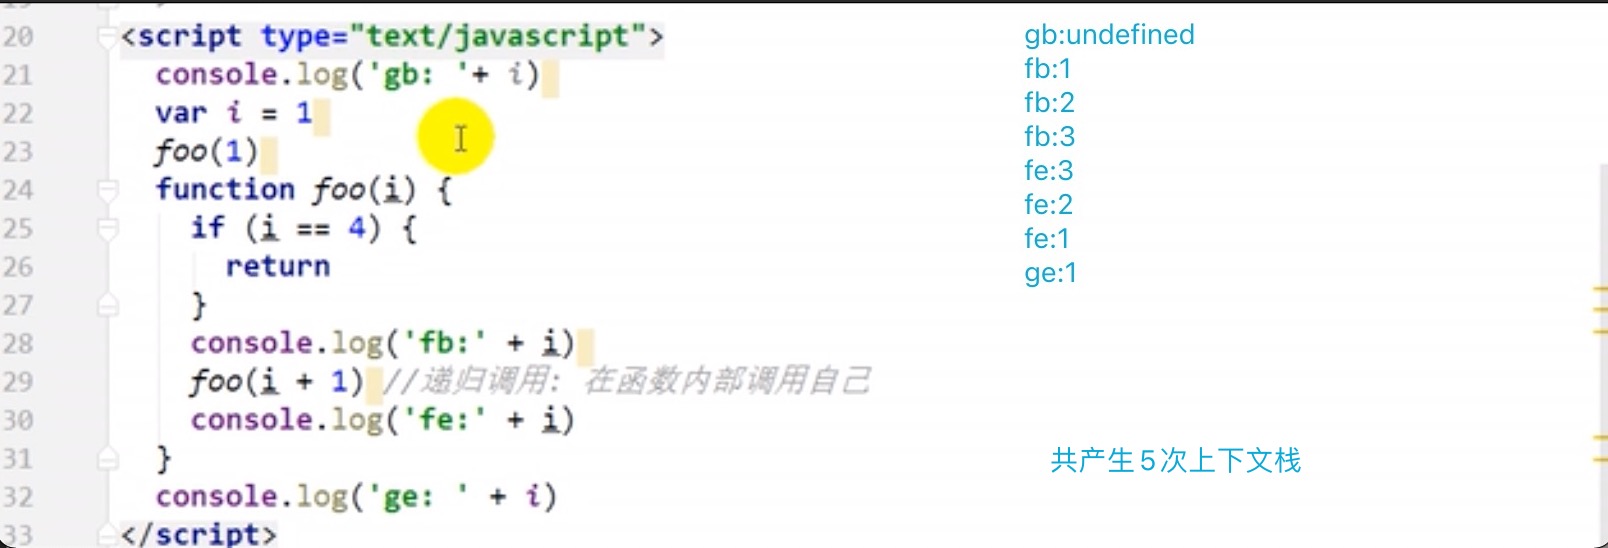 20 <script type="text/javascript">
21 console.log('gb: '+ i)
22 var i = 1
23 foo(1)
24 function foo(i) {
25 if (i == 4) {
26 return
27 }
28 console.log('fb:' + i)
29 foo(i + 1) //递归调用: 在函数内部调用自己
30 console.log('fe:' + i)
31 }
32 console.log('ge: ' + i)
33 </script>
gb:undefined
fb:1
fb:2
fb:3
fe:3
fe:2
fe:1
ge:1
共产生5次上下文栈